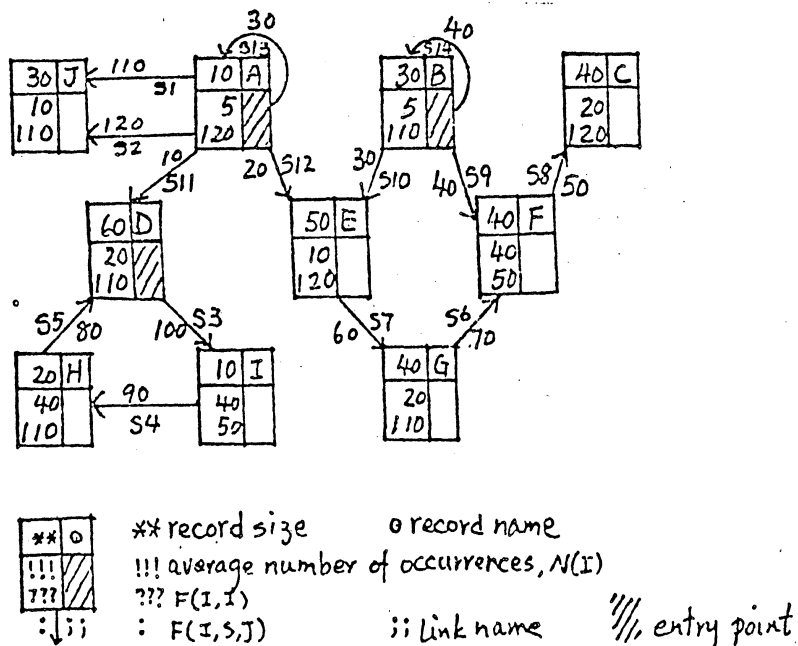 30
40
S13
S14
30 J
110
S1
10 A
30 B
40 C
10
110
120
S2
5
120
5
110
20
120
10
S11
20
S12
30
S10
40
S9
S8
50
60 D
20
110
50 E
10
120
40 F
40
50
S5
80
100
S3
60
S7
S6
70
20 H
40
110
90
S4
10 I
40
50
40 G
20
110
** o
** record size
o record name
!!!
!!! average number of occurrences, N(I)
???
??? F(I,I)
: ;;
: F(I,S,J)
;; Link name
entry point